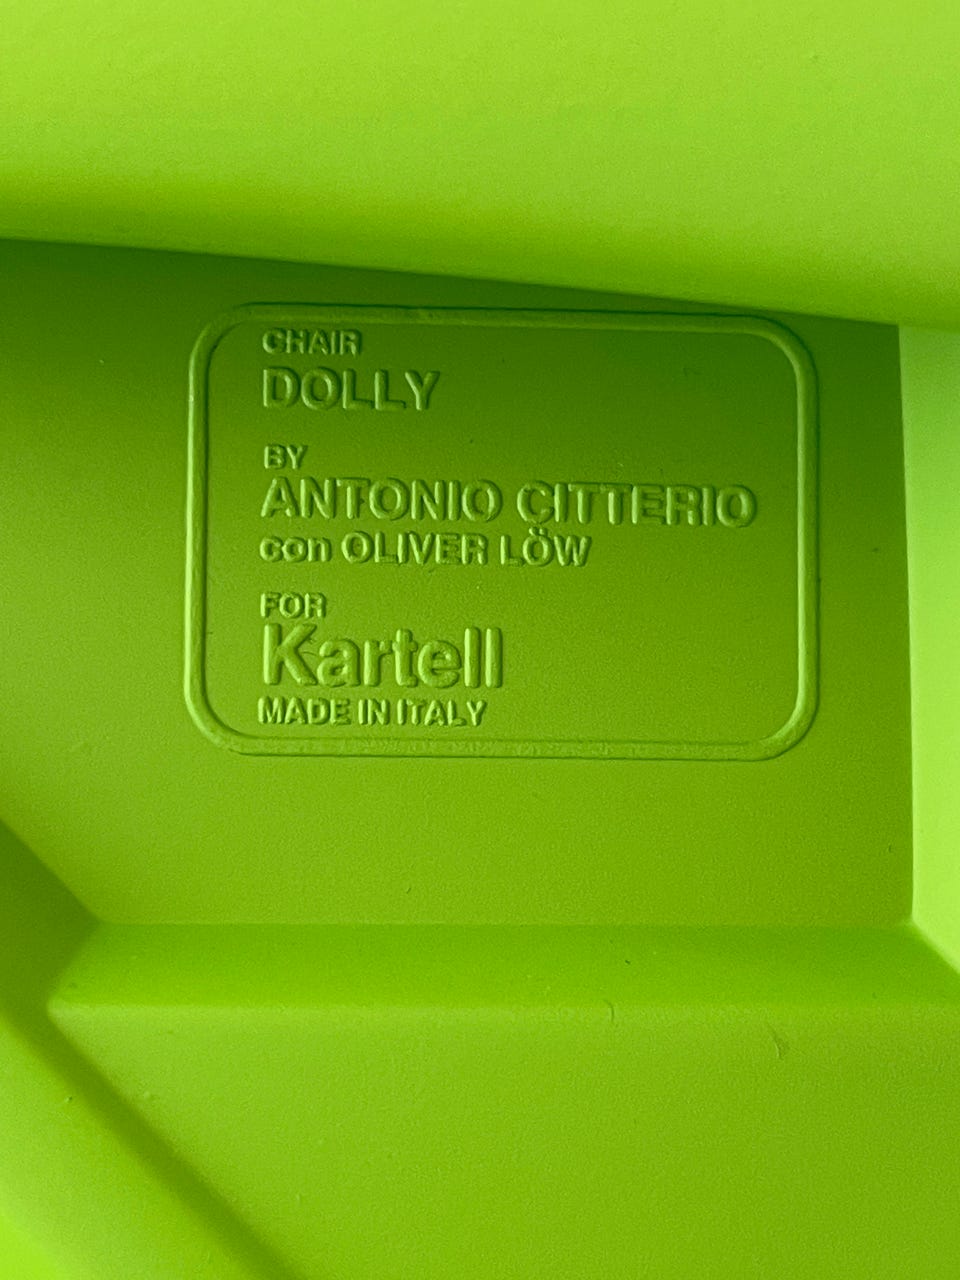 CHAIR
DOLLY
BY
ANTONIO CITTERIO
con OLIVER LÖW
FOR
Kartell
MADE IN ITALY